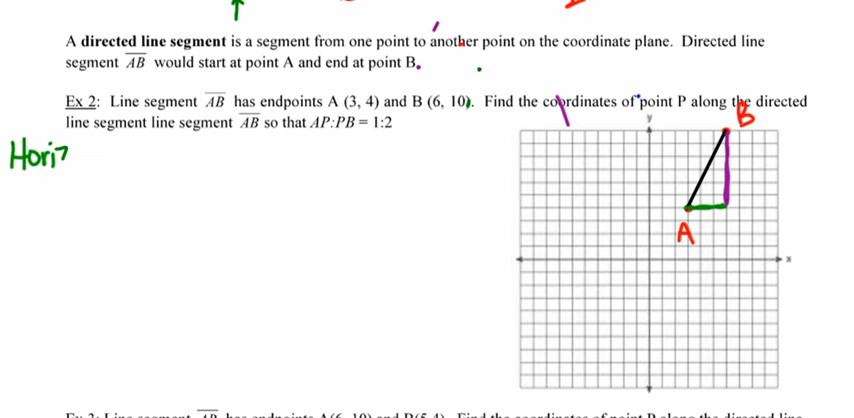 A directed line segment is a segment from one point to another point on the coordinate plane. Directed line
segment AB would start at point A and end at point B.
Ex 2: Line segment AB has endpoints A (3, 4) and B (6, 10). Find the coordinates of point P along the directed
line segment line segment AB so that AP:PB = 1:2
B
y
Hori
A
x